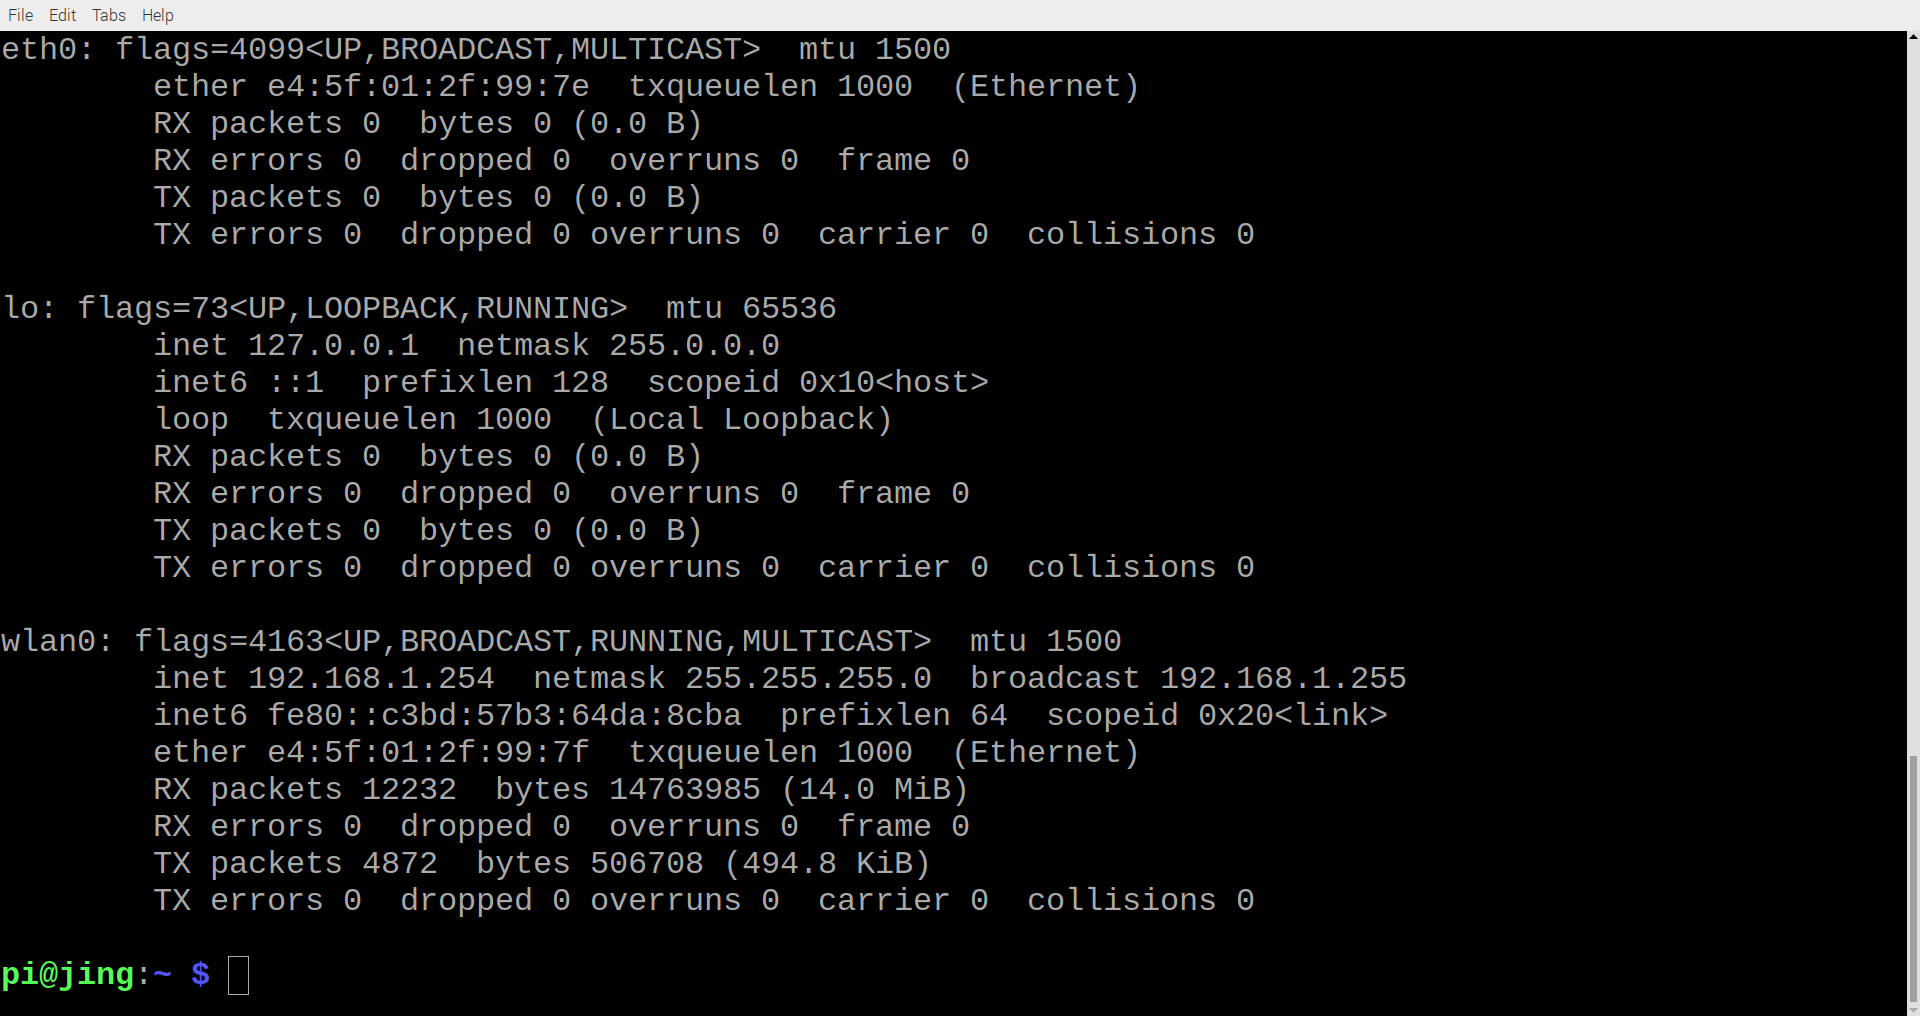 File Edit Tabs Help
eth0: flags=4099<UP,BROADCAST,MULTICAST>  mtu 1500
        ether e4:5f:01:2f:99:7e  txqueuelen 1000  (Ethernet)
        RX packets 0  bytes 0 (0.0 B)
        RX errors 0  dropped 0  overruns 0  frame 0
        TX packets 0  bytes 0 (0.0 B)
        TX errors 0  dropped 0 overruns 0  carrier 0  collisions 0
lo: flags=73<UP,LOOPBACK,RUNNING>  mtu 65536
        inet 127.0.0.1  netmask 255.0.0.0
        inet6 ::1  prefixlen 128  scopeid 0x10<host>
        loop  txqueuelen 1000  (Local Loopback)
        RX packets 0  bytes 0 (0.0 B)
        RX errors 0  dropped 0  overruns 0  frame 0
        TX packets 0  bytes 0 (0.0 B)
        TX errors 0  dropped 0 overruns 0  carrier 0  collisions 0
wlan0: flags=4163<UP,BROADCAST,RUNNING,MULTICAST>  mtu 1500
        inet 192.168.1.254  netmask 255.255.255.0  broadcast 192.168.1.255
        inet6 fe80::c3bd:57b3:64da:8cba  prefixlen 64  scopeid 0x20<link>
        ether e4:5f:01:2f:99:7f  txqueuelen 1000  (Ethernet)
        RX packets 12232  bytes 14763985 (14.0 MiB)
        RX errors 0  dropped 0  overruns 0  frame 0
        TX packets 4872  bytes 506708 (494.8 KiB)
        TX errors 0  dropped 0 overruns 0  carrier 0  collisions 0
pi@jing:~ $